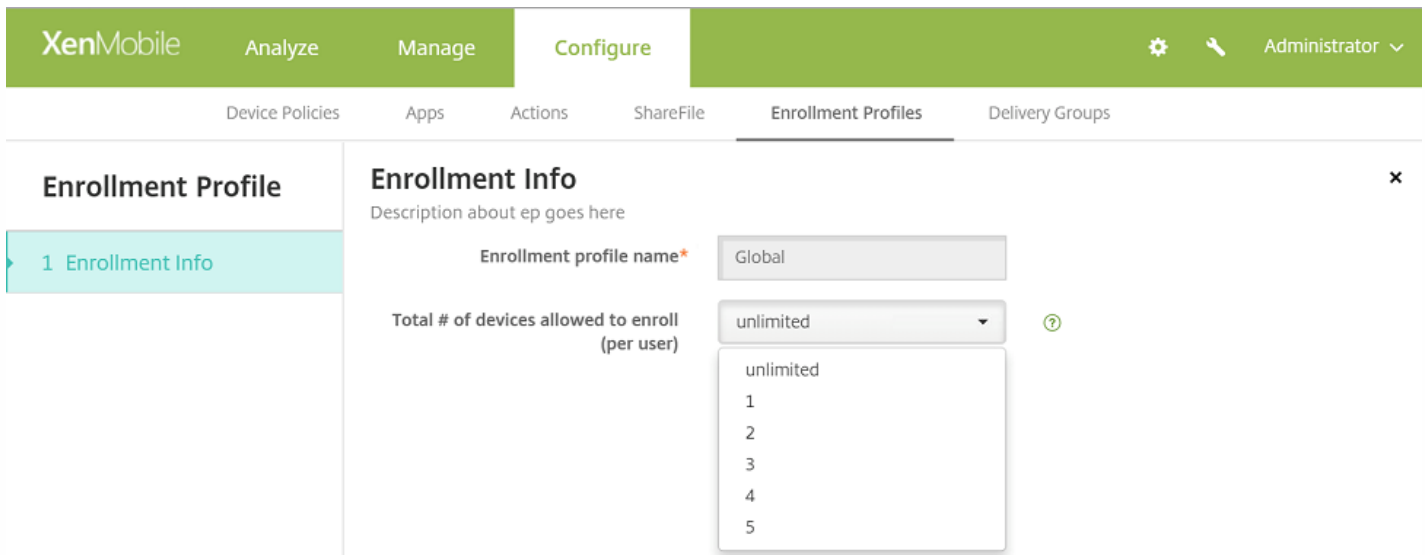 XenMobile Analyze Manage Configure Administrator
Device Policies Apps Actions ShareFile Enrollment Profiles Delivery Groups
Enrollment Profile
1 Enrollment Info
Enrollment Info
Description about ep goes here
Enrollment profile name* Global
Total # of devices allowed to enroll
(per user)
unlimited
unlimited
1
2
3
4
5